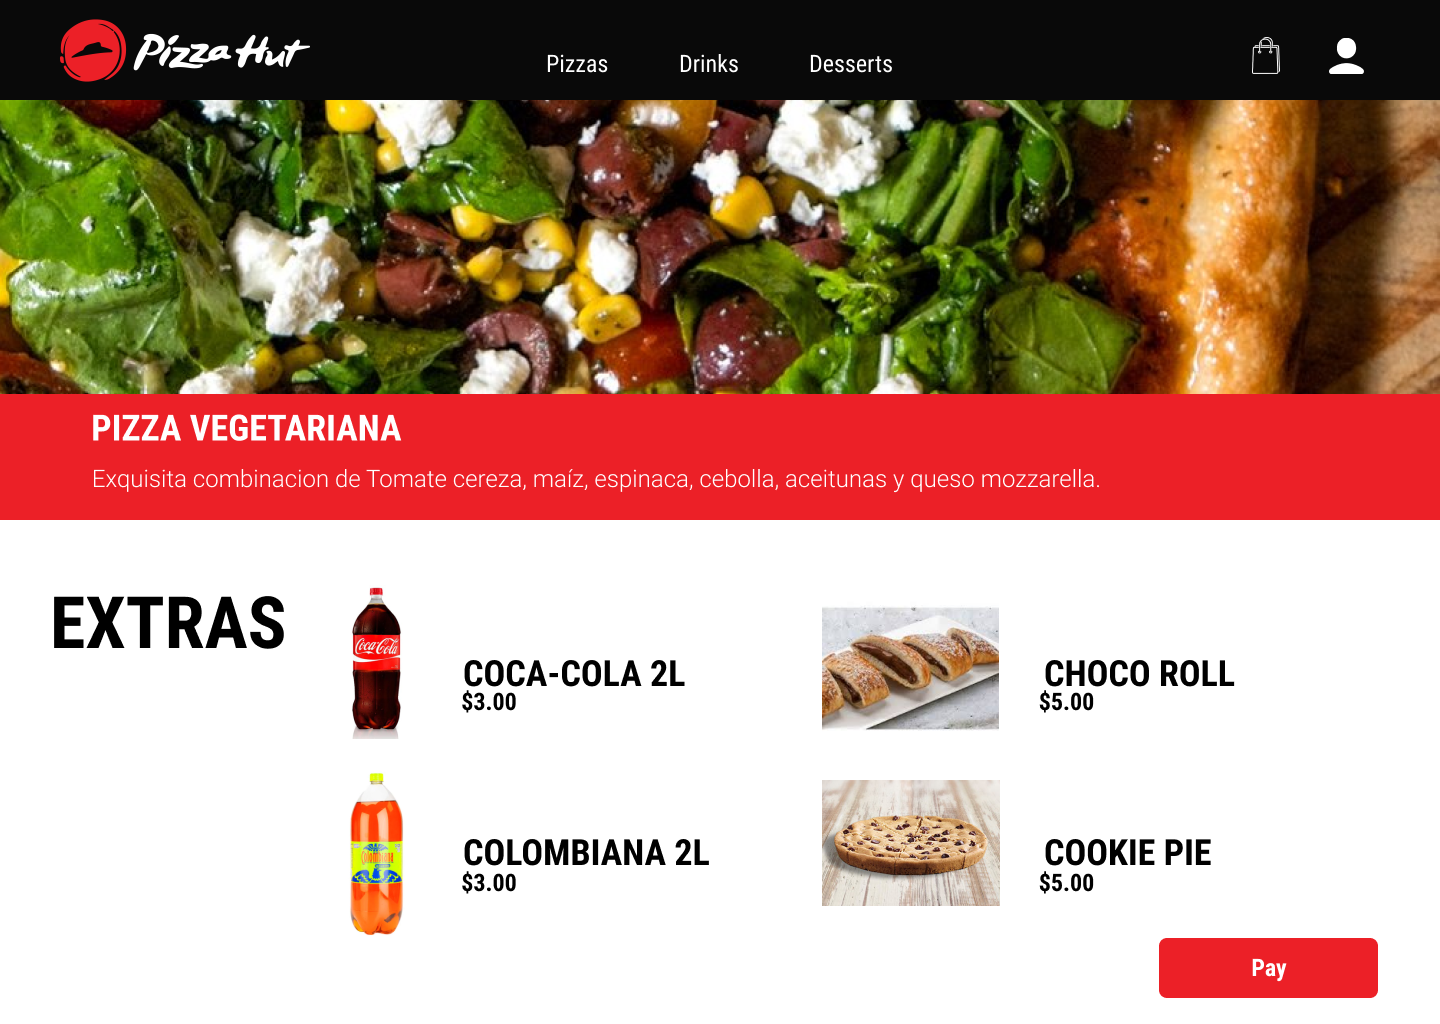 Pizza Hut
Pizzas
Drinks
Desserts
PIZZA VEGETARIANA
Exquisita combinacion de Tomate cereza, maíz, espinaca, cebolla, aceitunas y queso mozzarella.
EXTRAS
Coca-Cola
COCA-COLA 2L
$3.00
CHOCO ROLL
$5.00
Colombiana
COLOMBIANA 2L
$3.00
COOKIE PIE
$5.00
Pay